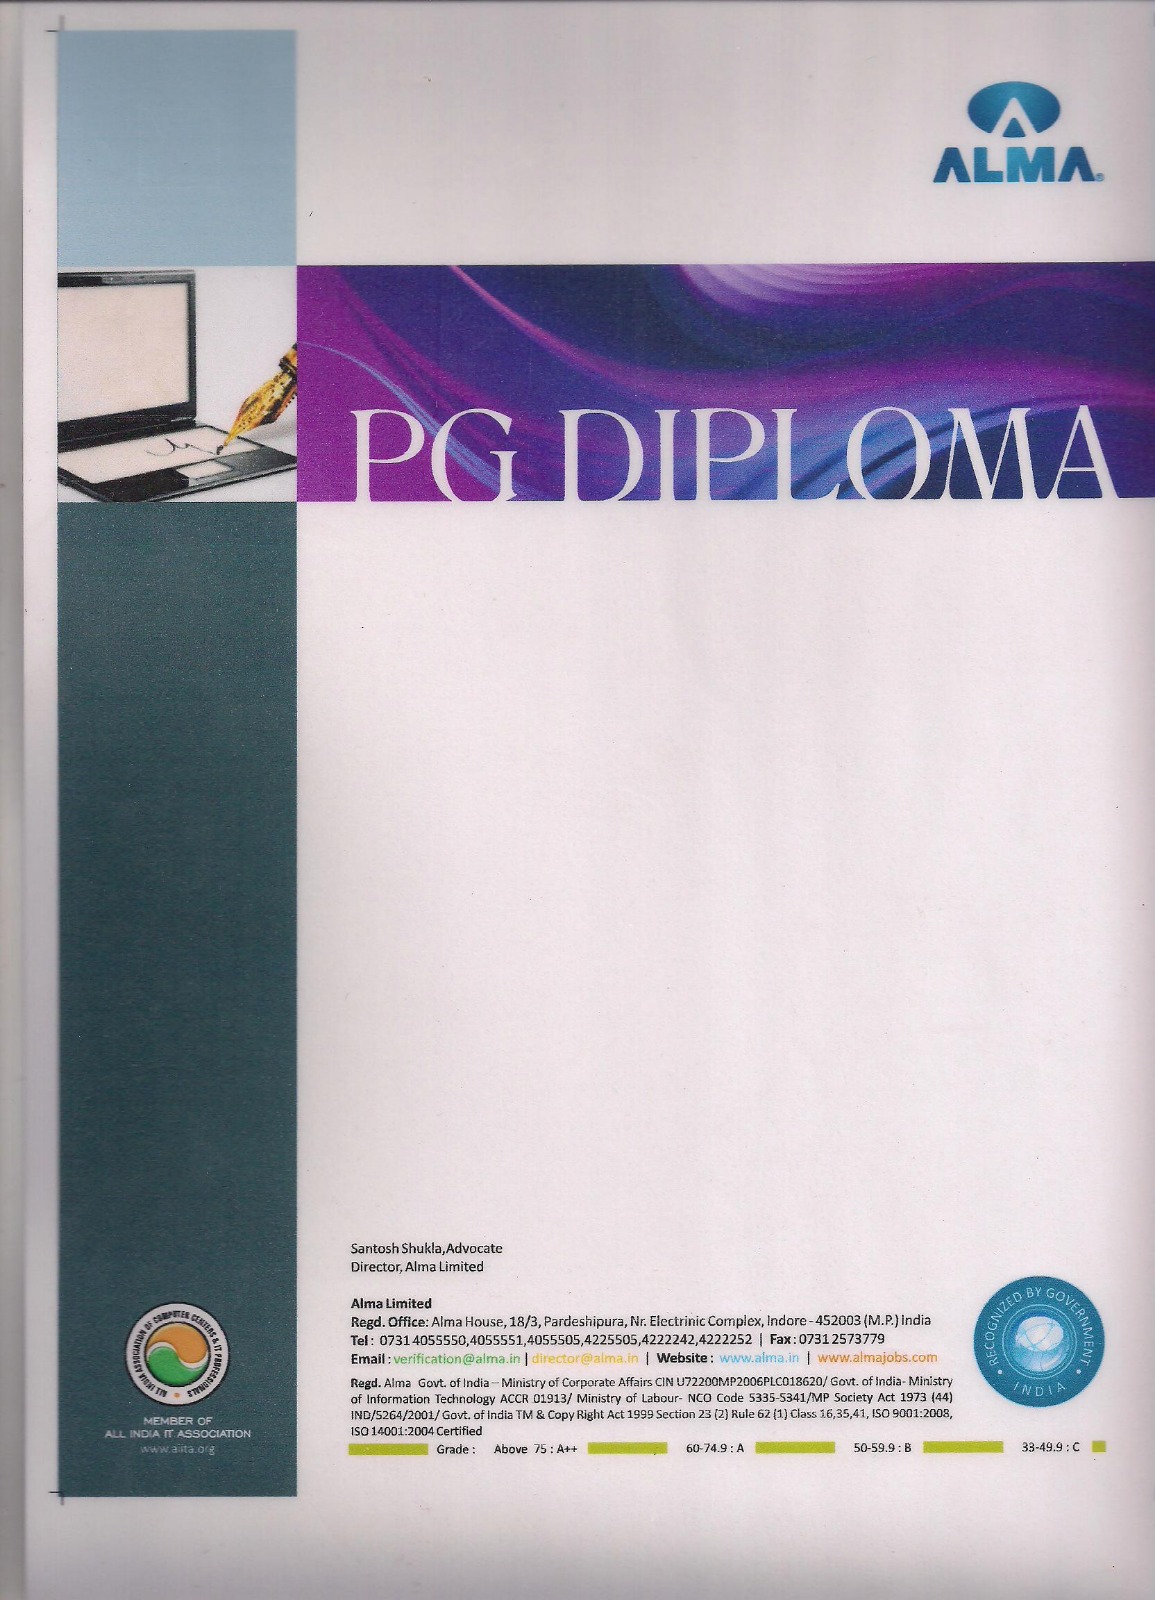 ALMA®
PG DIPLOMA
Santosh Shukla,Advocate
Director, Alma Limited
Alma Limited
Regd. Office: Alma House, 18/3, Pardeshipura, Nr. Electrinic Complex, Indore - 452003 (M.P.) India
Tel : 0731 4055550,4055551,4055505,4225505,4222242,4222252 | Fax : 0731 2573779
Email : verification@alma.in | director@alma.in | Website : www.alma.in | www.almajobs.com
Regd. Alma Govt. of India – Ministry of Corporate Affairs CIN U72200MP2006PLC018620/ Govt. of India- Ministry
of Information Technology ACCR 01913/ Ministry of Labour- NCO Code 5335-5341/MP Society Act 1973 (44)
IND/5264/2001/ Govt. of India TM & Copy Right Act 1999 Section 23 (2) Rule 62 (1) Class 16,35,41, ISO 9001:2008,
ISO 14001:2004 Certified
Grade : Above 75 : A++ 60-74.9 : A 50-59.9 : B 33-49.9 : C
RECOGNIZED BY GOVERNMENT
INDIA
ALL INDIA ASSOCIATION OF COMPUTER CENTERS & IT PROFESSIONALS
MEMBER OF
ALL INDIA IT ASSOCIATION
www.aiita.org